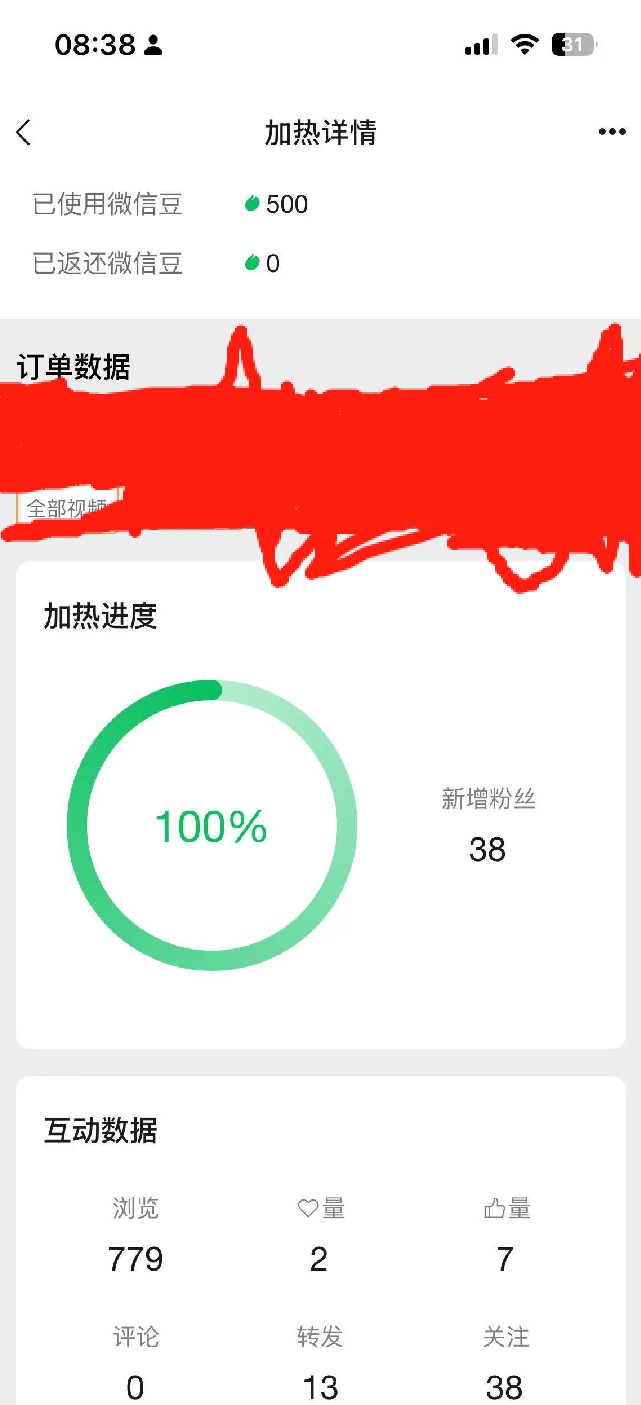 08:38
31
加热详情
已使用微信豆 500
已返还微信豆 0
订单数据
全部视频
加热进度
100%
新增粉丝
38
互动数据
浏览 量 量
779 2 7
评论 转发 关注
0 13 38